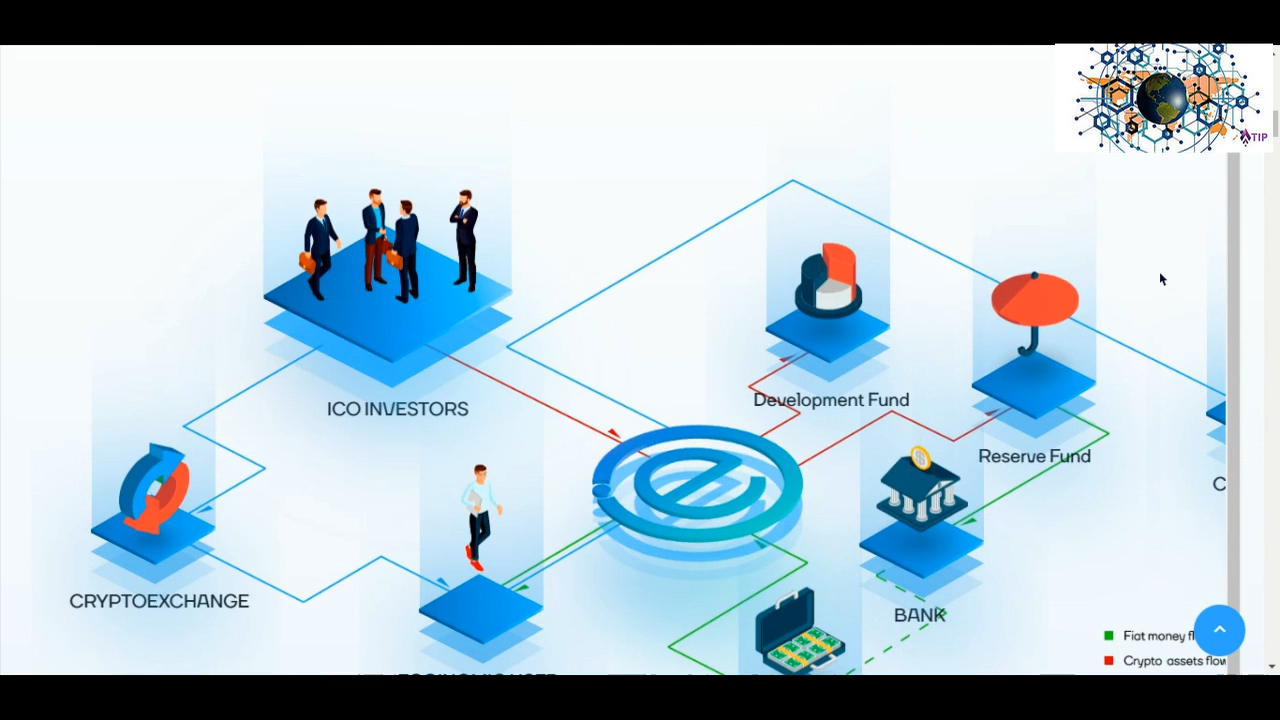 TIP
ICO INVESTORS
Development Fund
Reserve Fund
C
CRYPTOEXCHANGE
BANK
Fiat money fl
Crypto assets flow